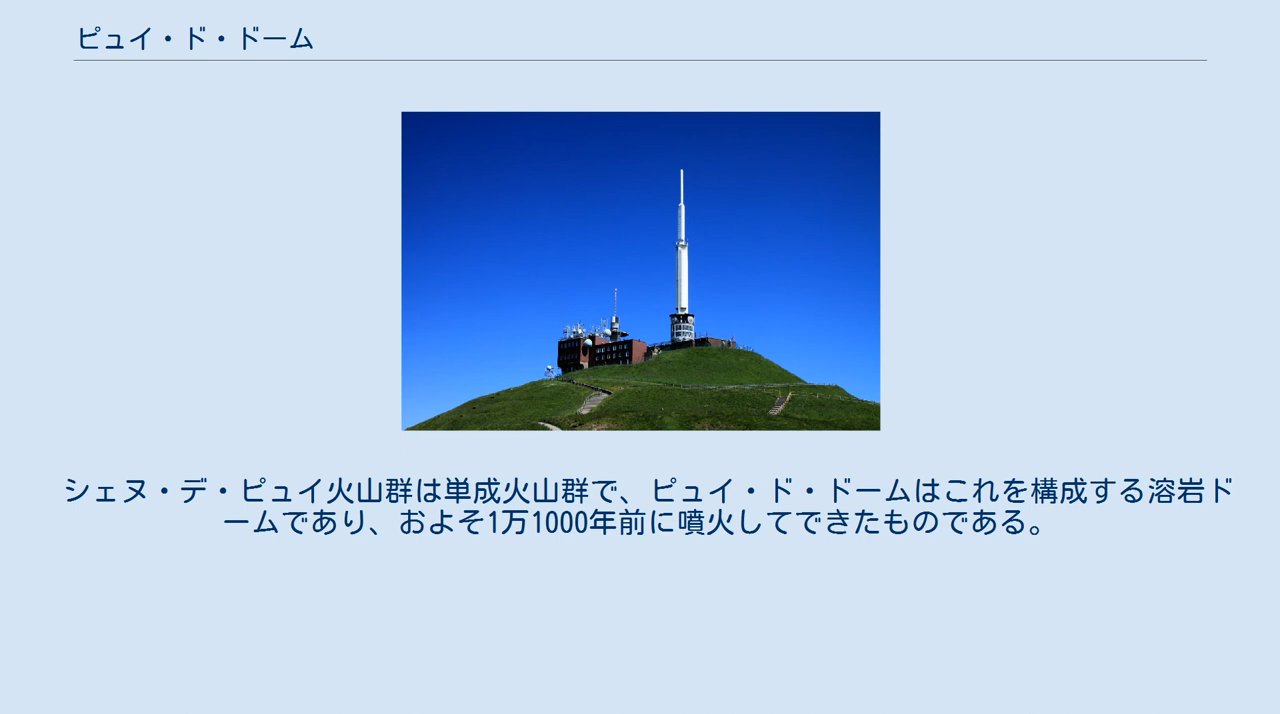 ピュイ・ド・ドーム
シェヌ・デ・ピュイ火山群は単成火山群で、ピュイ・ド・ドームはこれを構成する溶岩ド
ームであり、およそ1万1000年前に噴火してできたものである。